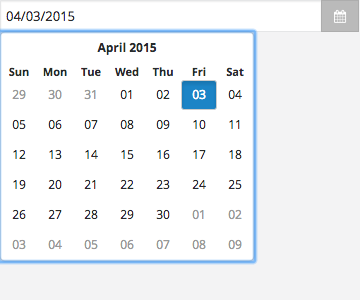 04/03/2015
April 2015
Sun Mon Tue Wed Thu Fri Sat
29 30 31 01 02 03 04
05 06 07 08 09 10 11
12 13 14 15 16 17 18
19 20 21 22 23 24 25
26 27 28 29 30 01 02
03 04 05 06 07 08 09